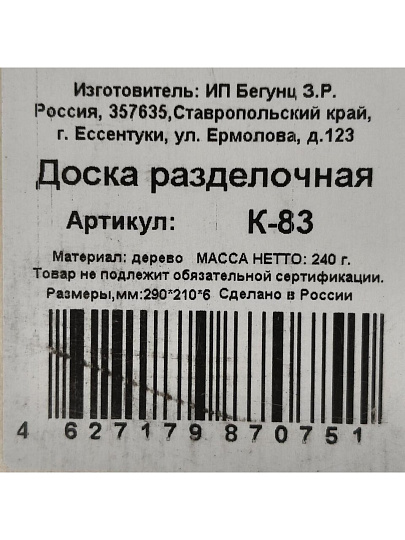 Изготовитель: ИП Бегунц З.Р.
Россия, 357635,Ставропольский край,
г. Ессентуки, ул. Ермолова, д.123
Доска разделочная
Артикул: К-83
Материал: дерево МАССА НЕТТО: 240 г.
Товар не подлежит обязательной сертификации.
Размеры,мм:290*210*6 Сделано в России
4 627179 870751